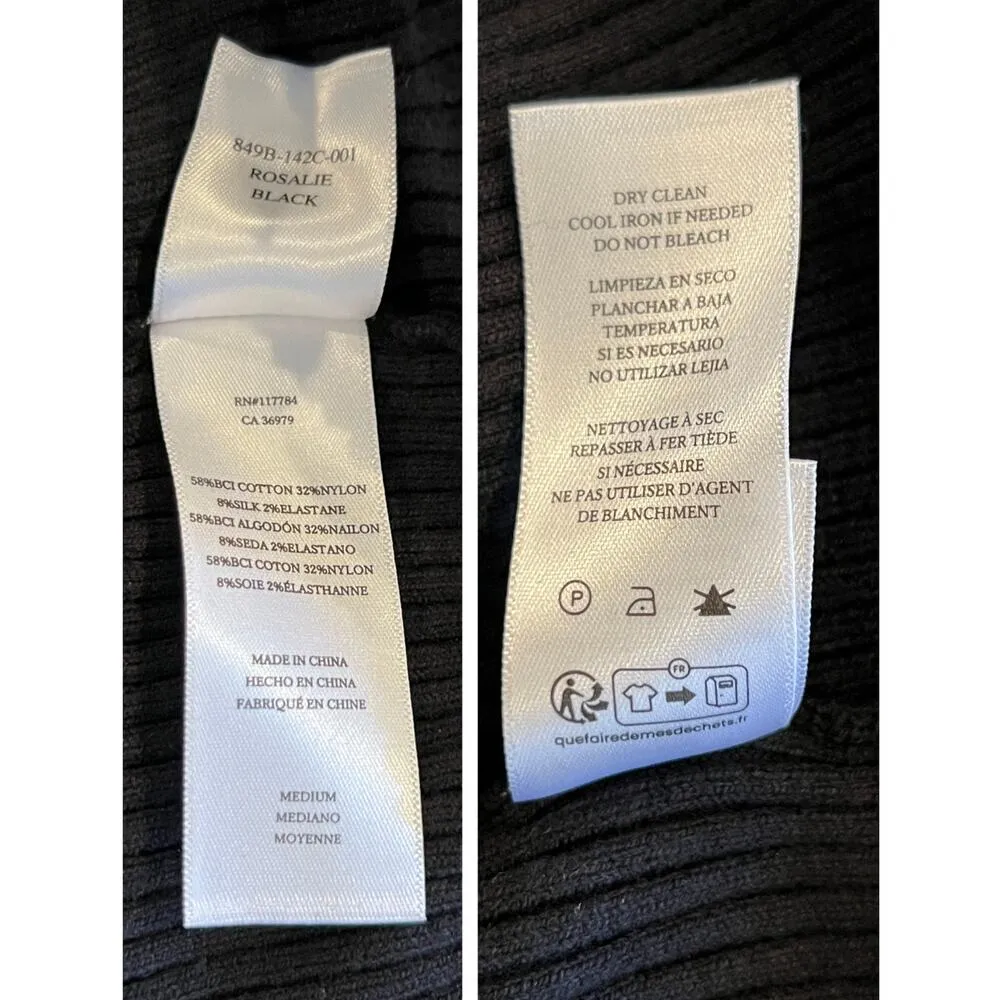 849B-142C-001
ROSALIE
BLACK
RN#117784
CA 36979
58%BCI COTTON 32%NYLON
8%SILK 2%ELASTANE
58%BCI ALGODÓN 32%NAILON
8%SEDA 2%ELASTANO
58%BCI COTON 32%NYLON
8%SOIE 2%ÉLASTHANNE
MADE IN CHINA
HECHO EN CHINA
FABRIQUÉ EN CHINE
MEDIUM
MEDIANO
MOYENNE
DRY CLEAN
COOL IRON IF NEEDED
DO NOT BLEACH
LIMPIEZA EN SECO
PLANCHAR A BAJA
TEMPERATURA
SI ES NECESARIO
NO UTILIZAR LEJIA
NETTOYAGE À SEC
REPASSER À FER TIÈDE
SI NÉCESSAIRE
NE PAS UTILISER D'AGENT
DE BLANCHIMENT
P
FR
quefairedemesdechets.fr